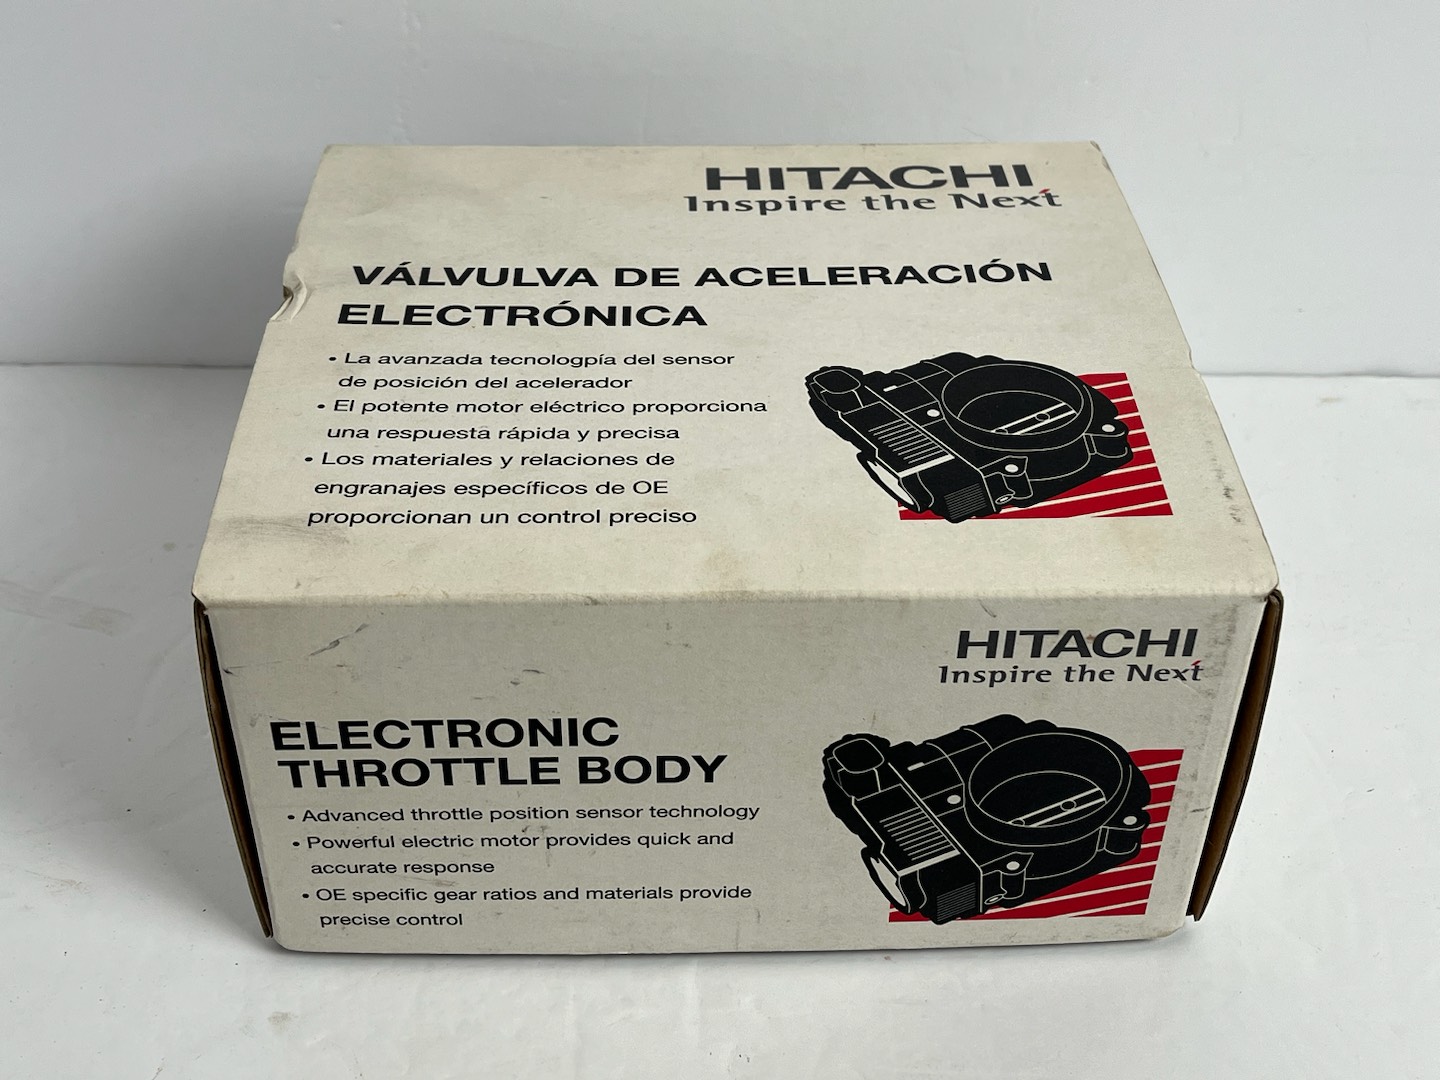 HITACHI
Inspire the Next
VÁLVULVA DE ACELERACIÓN
ELECTRÓNICA
• La avanzada tecnologpía del sensor
de posición del acelerador
• El potente motor eléctrico proporciona
una respuesta rápida y precisa
• Los materiales y relaciones de
engranajes específicos de OE
proporcionan un control preciso
HITACHI
Inspire the Next
ELECTRONIC
THROTTLE BODY
• Advanced throttle position sensor technology
• Powerful electric motor provides quick and
accurate response
• OE specific gear ratios and materials provide
precise control